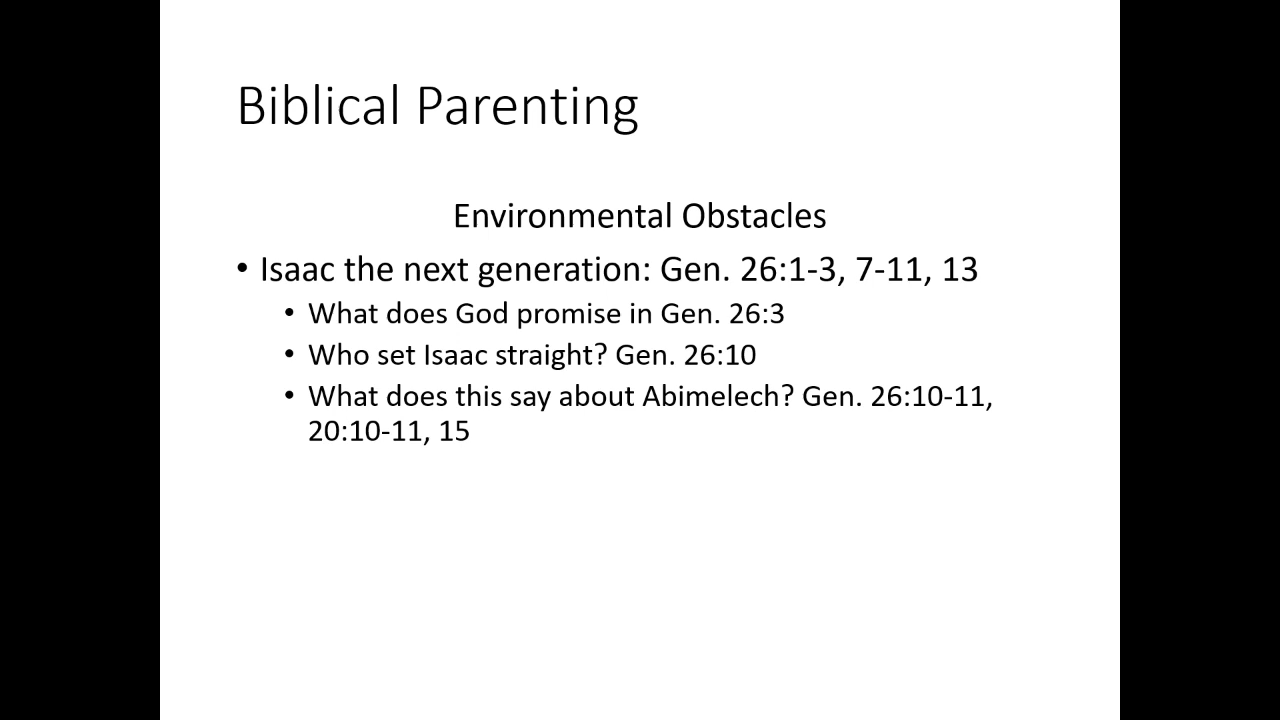 Biblical Parenting
Environmental Obstacles
• Isaac the next generation: Gen. 26:1-3, 7-11, 13
• What does God promise in Gen. 26:3
• Who set Isaac straight? Gen. 26:10
• What does this say about Abimelech? Gen. 26:10-11,
20:10-11, 15